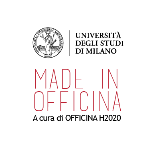 UNIVERSITÀ
DEGLI STUDI
DI MILANO
MADE IN
OFFICINA
A cura di OFFICINA H2020